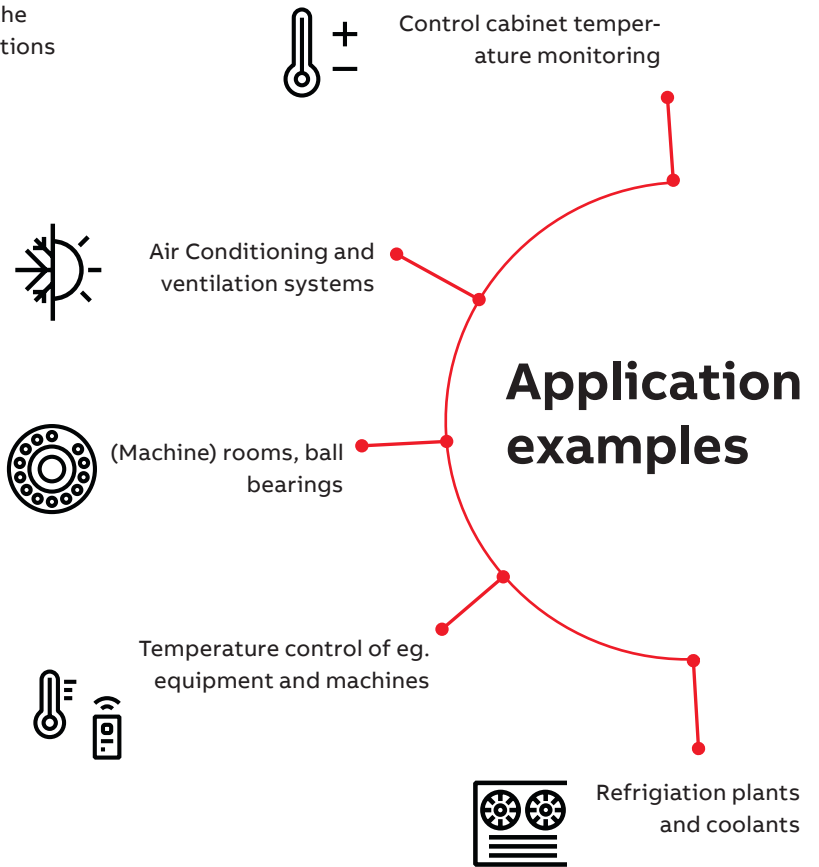 he
tions
Control cabinet temper-
ature monitoring
Air Conditioning and
ventilation systems
Application
examples
(Machine) rooms, ball
bearings
Temperature control of eg.
equipment and machines
Refrigiation plants
and coolants